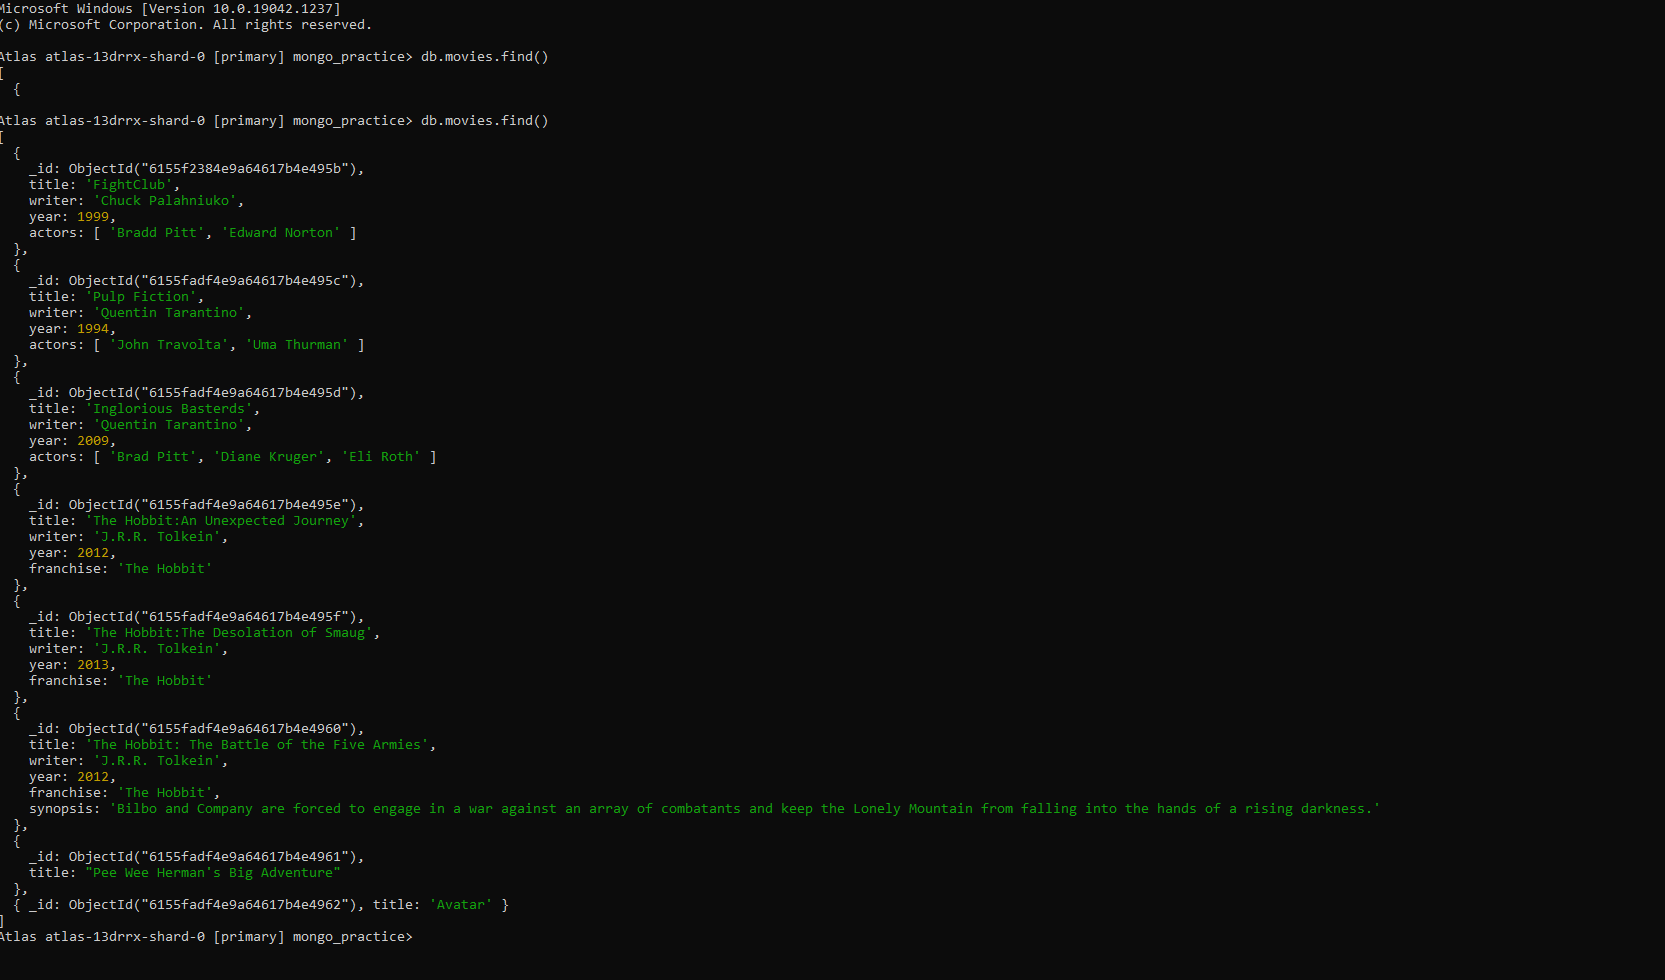 Microsoft Windows [Version 10.0.19042.1237]
(c) Microsoft Corporation. All rights reserved.
Atlas atlas-13drrx-shard-0 [primary] mongo_practice> db.movies.find()
[
  {
Atlas atlas-13drrx-shard-0 [primary] mongo_practice> db.movies.find()
[
  {
    _id: ObjectId("6155f2384e9a64617b4e495b"),
    title: 'FightClub',
    writer: 'Chuck Palahniuko',
    year: 1999,
    actors: [ 'Bradd Pitt', 'Edward Norton' ]
  },
  {
    _id: ObjectId("6155fadf4e9a64617b4e495c"),
    title: 'Pulp Fiction',
    writer: 'Quentin Tarantino',
    year: 1994,
    actors: [ 'John Travolta', 'Uma Thurman' ]
  },
  {
    _id: ObjectId("6155fadf4e9a64617b4e495d"),
    title: 'Inglorious Basterds',
    writer: 'Quentin Tarantino',
    year: 2009,
    actors: [ 'Brad Pitt', 'Diane Kruger', 'Eli Roth' ]
  },
  {
    _id: ObjectId("6155fadf4e9a64617b4e495e"),
    title: 'The Hobbit:An Unexpected Journey',
    writer: 'J.R.R. Tolkein',
    year: 2012,
    franchise: 'The Hobbit'
  },
  {
    _id: ObjectId("6155fadf4e9a64617b4e495f"),
    title: 'The Hobbit:The Desolation of Smaug',
    writer: 'J.R.R. Tolkein',
    year: 2013,
    franchise: 'The Hobbit'
  },
  {
    _id: ObjectId("6155fadf4e9a64617b4e4960"),
    title: 'The Hobbit: The Battle of the Five Armies',
    writer: 'J.R.R. Tolkein',
    year: 2012,
    franchise: 'The Hobbit',
    synopsis: 'Bilbo and Company are forced to engage in a war against an array of combatants and keep the Lonely Mountain from falling into the hands of a rising darkness.'
  },
  {
    _id: ObjectId("6155fadf4e9a64617b4e4961"),
    title: "Pee Wee Herman's Big Adventure"
  },
  { _id: ObjectId("6155fadf4e9a64617b4e4962"), title: 'Avatar' }
]
Atlas atlas-13drrx-shard-0 [primary] mongo_practice>